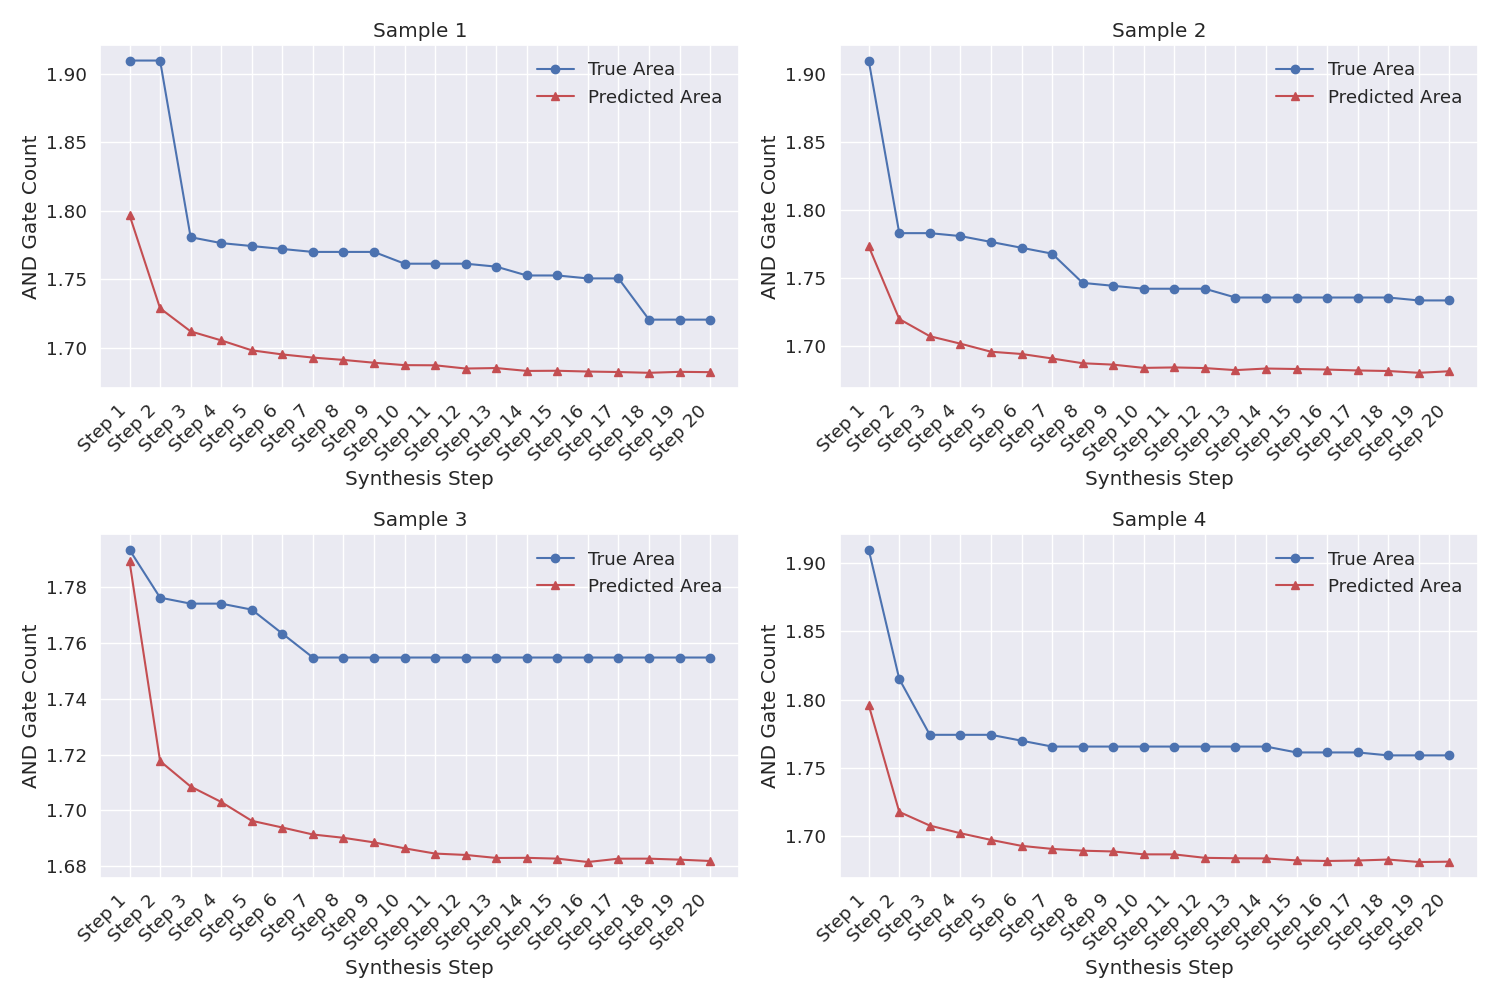 Sample 1
AND Gate Count
1.90
1.85
1.80
1.75
1.70
True Area
Predicted Area
Step 1
Step 2
Step 3
Step 4
Step 5
Step 6
Step 7
Step 8
Step 9
Step 10
Step 11
Step 12
Step 13
Step 14
Step 15
Step 16
Step 17
Step 18
Step 19
Step 20
Synthesis Step
Sample 2
AND Gate Count
1.90
1.85
1.80
1.75
1.70
True Area
Predicted Area
Step 1
Step 2
Step 3
Step 4
Step 5
Step 6
Step 7
Step 8
Step 9
Step 10
Step 11
Step 12
Step 13
Step 14
Step 15
Step 16
Step 17
Step 18
Step 19
Step 20
Synthesis Step
Sample 3
AND Gate Count
1.78
1.76
1.74
1.72
1.70
1.68
True Area
Predicted Area
Step 1
Step 2
Step 3
Step 4
Step 5
Step 6
Step 7
Step 8
Step 9
Step 10
Step 11
Step 12
Step 13
Step 14
Step 15
Step 16
Step 17
Step 18
Step 19
Step 20
Synthesis Step
Sample 4
AND Gate Count
1.90
1.85
1.80
1.75
1.70
True Area
Predicted Area
Step 1
Step 2
Step 3
Step 4
Step 5
Step 6
Step 7
Step 8
Step 9
Step 10
Step 11
Step 12
Step 13
Step 14
Step 15
Step 16
Step 17
Step 18
Step 19
Step 20
Synthesis Step